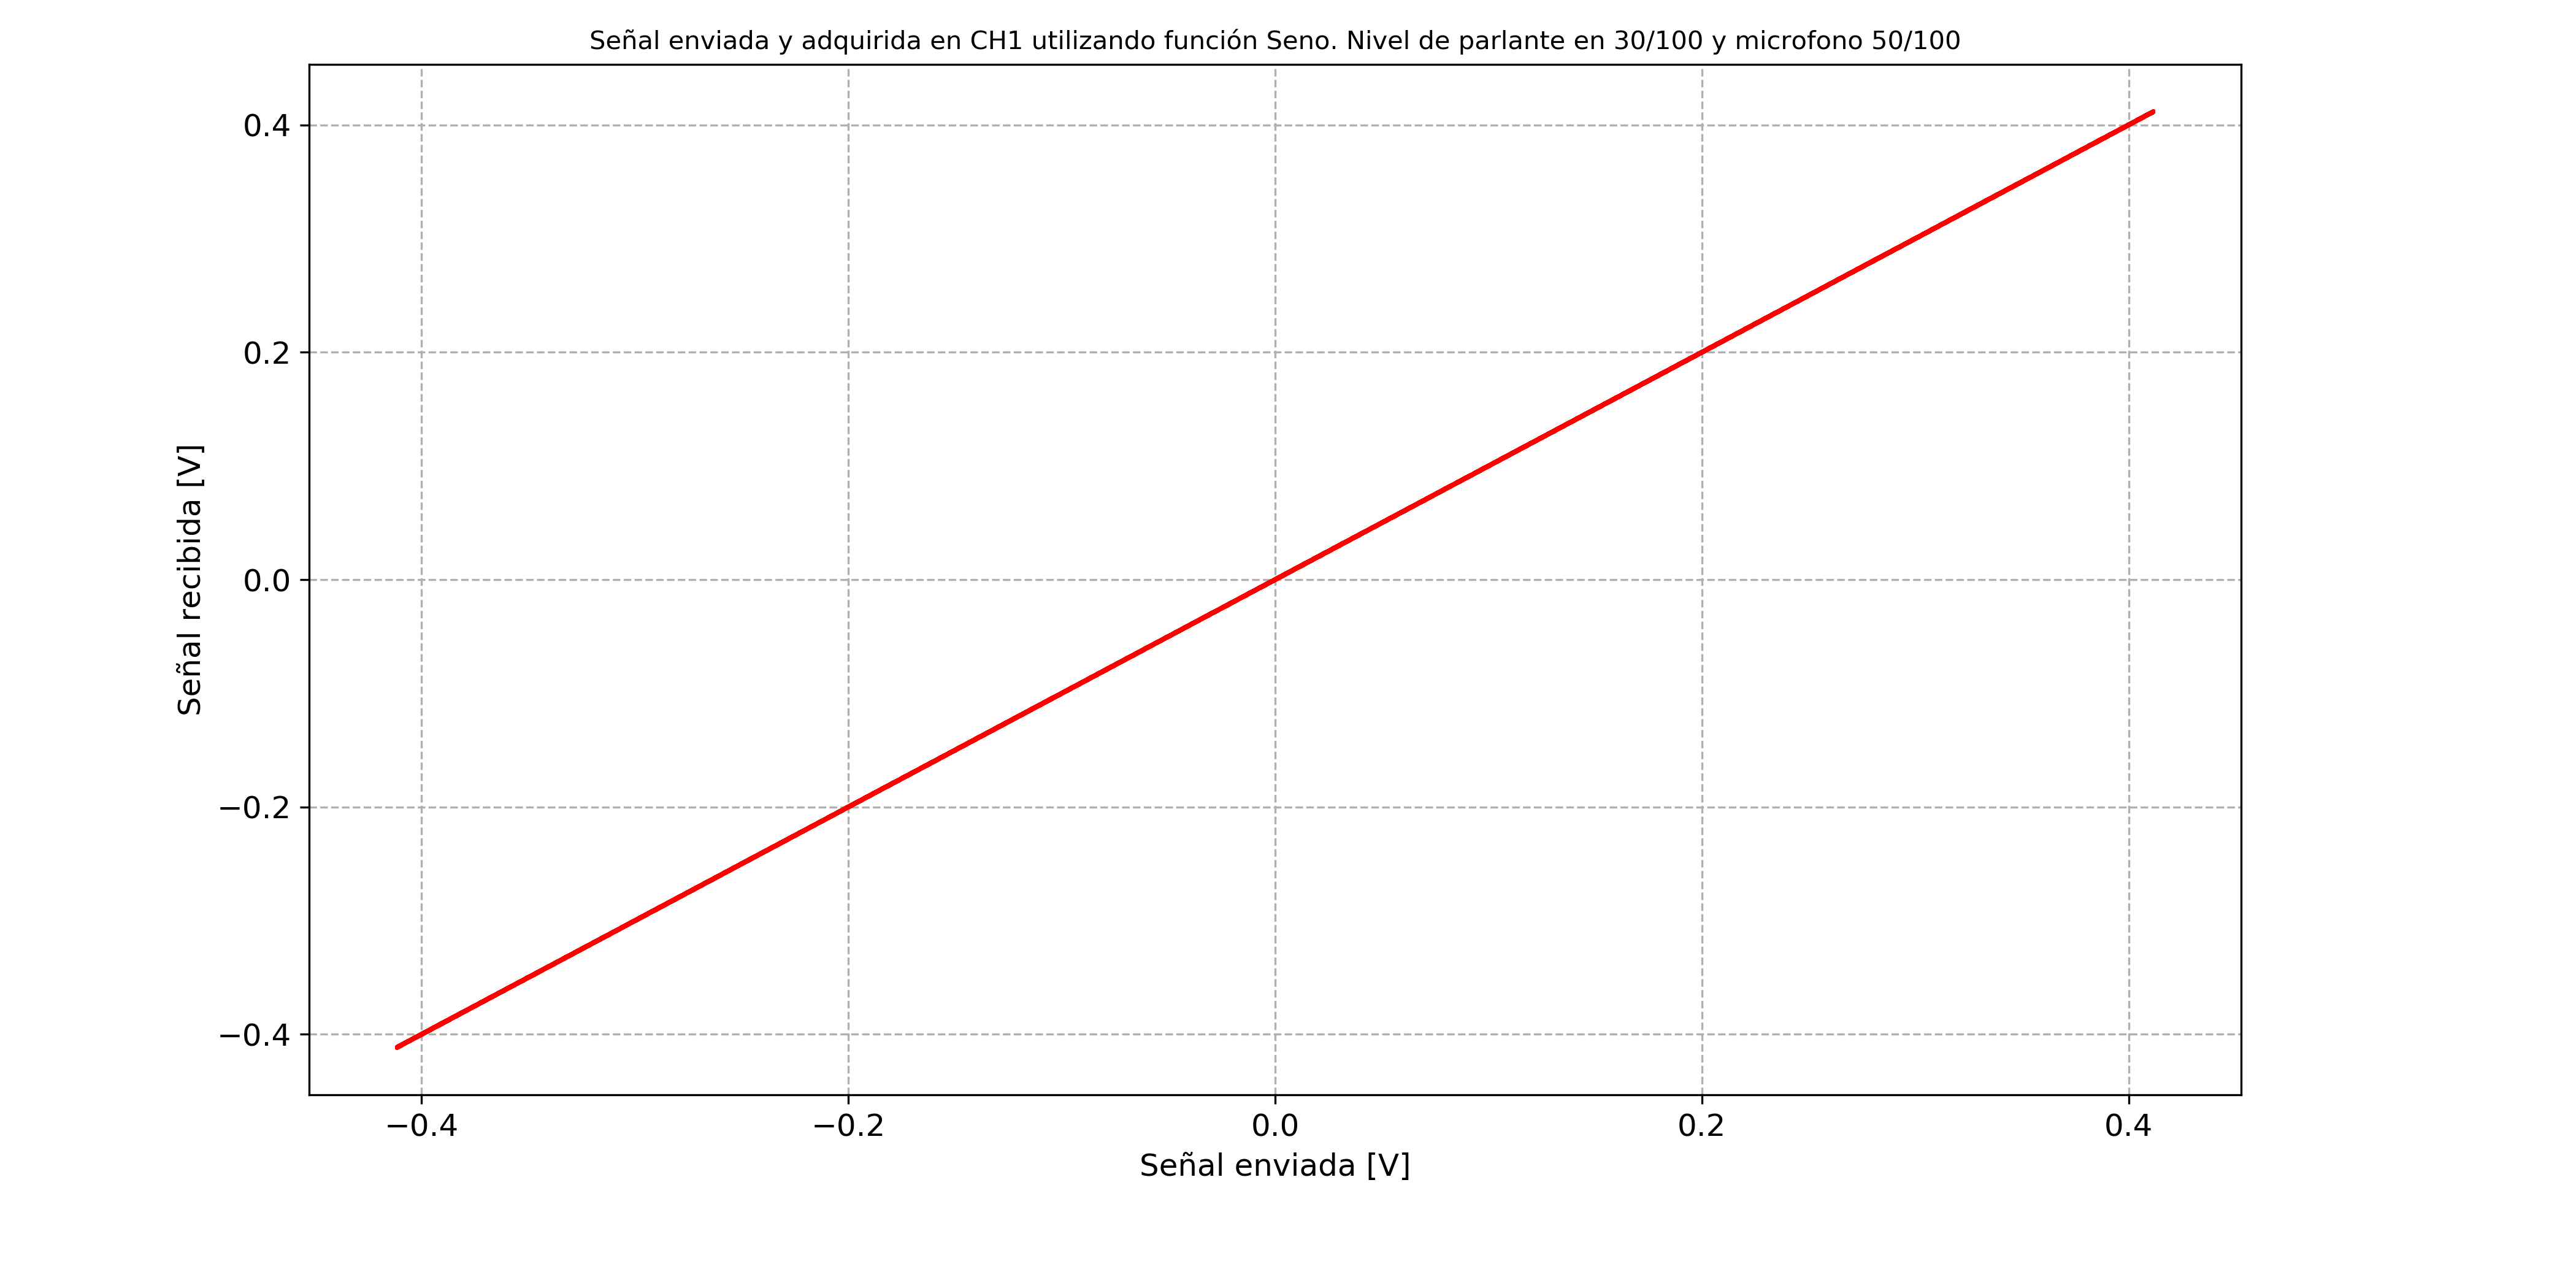 Señal enviada y adquirida en CH1 utilizando función Seno. Nivel de parlante en 30/100 y microfono 50/100
0.4
0.2
0.0
−0.2
−0.4
Señal recibida [V]
−0.4 −0.2 0.0 0.2 0.4
Señal enviada [V]